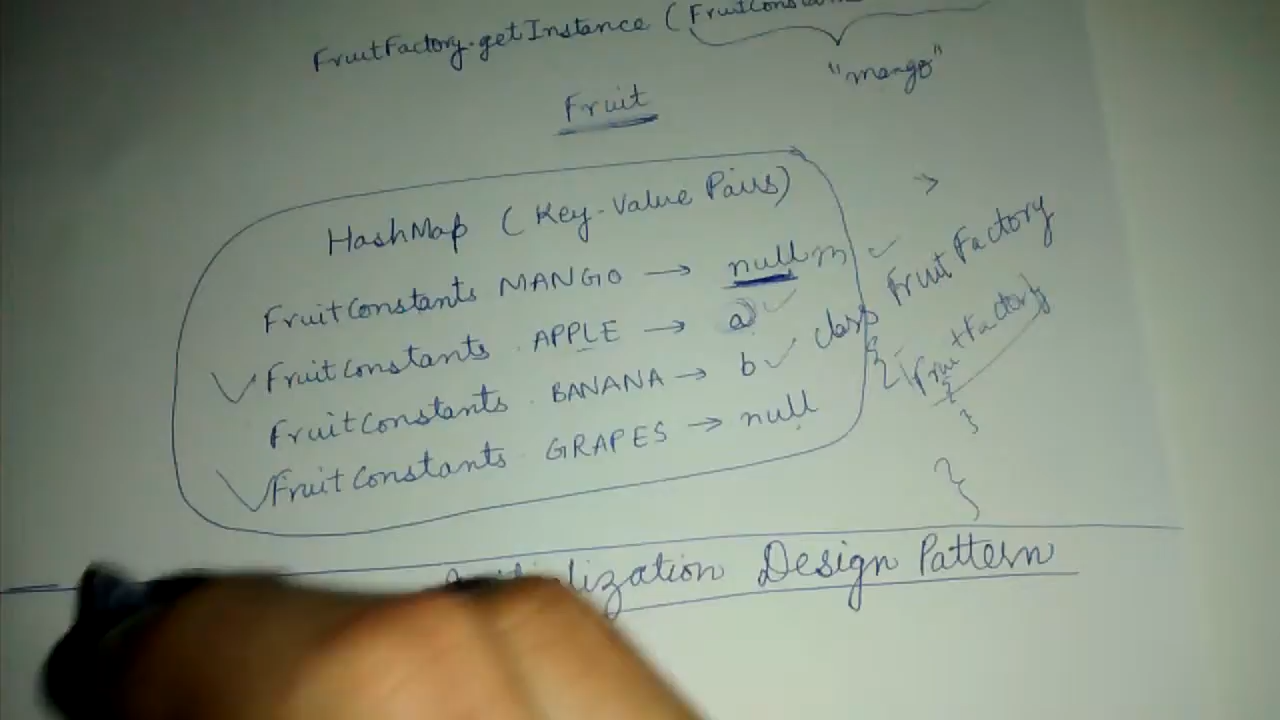 FruitFactory.getInstance (FruitConsta
"mango"
Fruit
HashMap (Key-Value Pairs)
FruitConstants MANGO → null m
FruitConstants . APPLE → a
FruitConstants . BANANA → b
FruitConstants . GRAPES → null
class FruitFactory
{
FruitFactory
{
}
}
Design Pattern